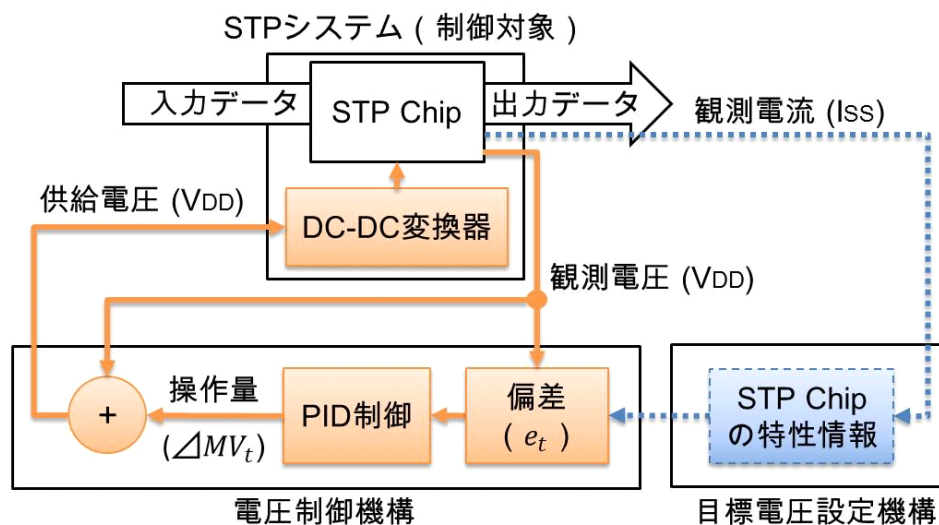 STPシステム ( 制御対象 )
入力データ
STP Chip
出力データ
観測電流 (ISS)
供給電圧 (VDD)
DC-DC変換器
観測電圧 (VDD)
+
操作量
(⊿MVt)
PID制御
偏差
( et )
STP Chip
の特性情報
電圧制御機構
目標電圧設定機構